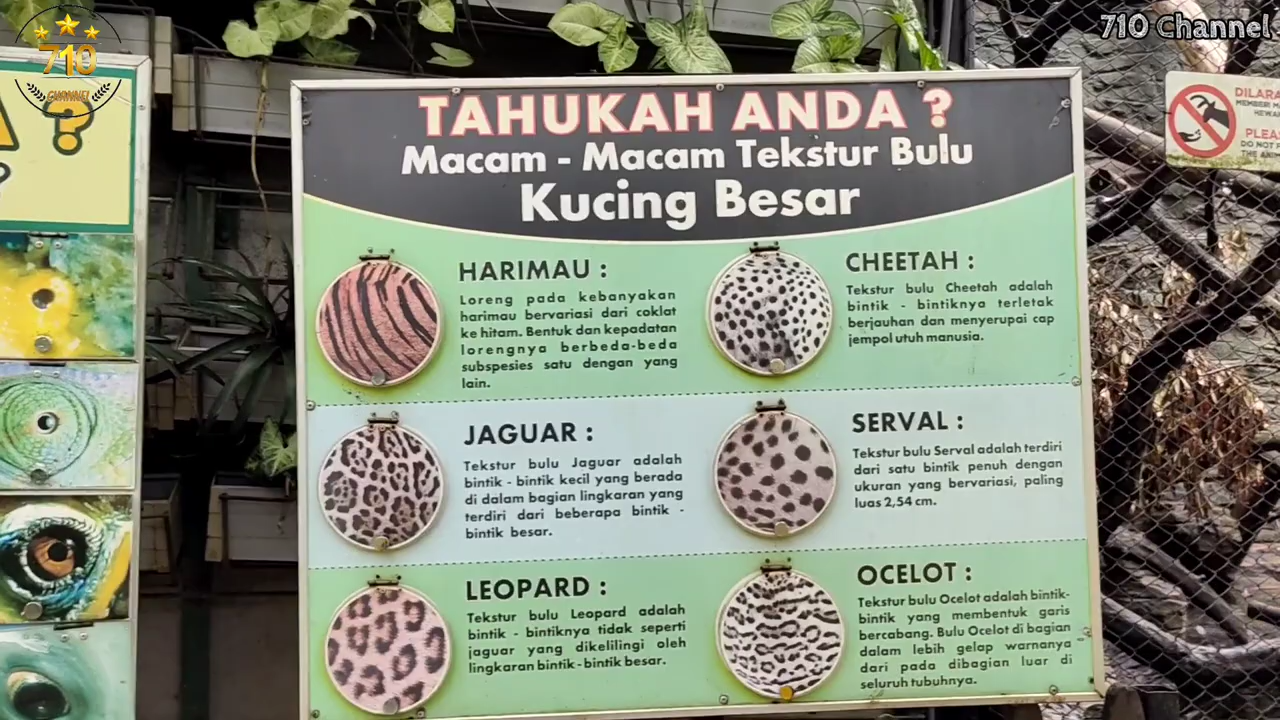 710
CHANNEL
710 Channel
?
TAHUKAH ANDA ?
Macam - Macam Tekstur Bulu
Kucing Besar
HARIMAU :
Loreng pada kebanyakan
harimau bervariasi dari coklat
ke hitam. Bentuk dan kepadatan
lorengnya berbeda-beda
subspesies satu dengan yang
lain.
CHEETAH :
Tekstur bulu Cheetah adalah
bintik - bintiknya terletak
berjauhan dan menyerupai cap
jempol utuh manusia.
JAGUAR :
Tekstur bulu Jaguar adalah
bintik - bintik kecil yang berada
di dalam bagian lingkaran yang
terdiri dari beberapa bintik -
bintik besar.
SERVAL :
Tekstur bulu Serval adalah terdiri
dari satu bintik penuh dengan
ukuran yang bervariasi, paling
luas 2,54 cm.
LEOPARD :
Tekstur bulu Leopard adalah
bintik - bintiknya tidak seperti
jaguar yang dikelilingi oleh
lingkaran bintik - bintik besar.
OCELOT :
Tekstur bulu Ocelot adalah bintik-
bintik yang membentuk garis
bercabang. Bulu Ocelot di bagian
dalam lebih gelap warnanya
dari pada dibagian luar di
seluruh tubuhnya.
DILARA
MEMBERI
HEWA
PLEA
DO NOT F
THE ANI